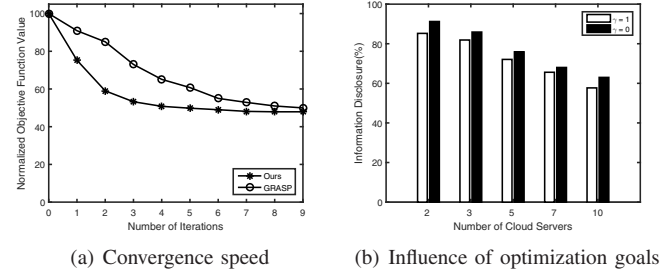 Normalized Objective Function Value
100
80
60
40
20
0
0 1 2 3 4 5 6 7 8 9
Number of Iterations
Ours
GRASP
(a) Convergence speed
Information Disclosure(%)
100
80
60
40
20
0
2 3 5 7 10
Number of Cloud Servers
γ = 1
γ = 0
(b) Influence of optimization goals